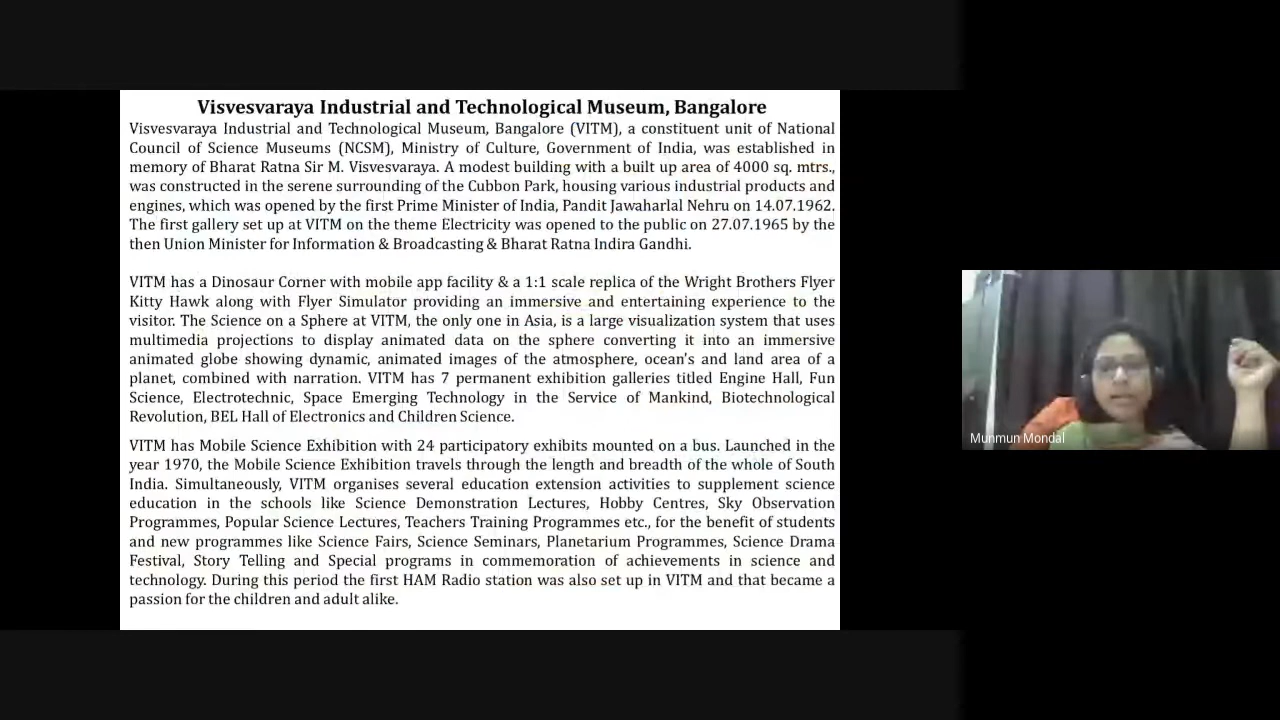 Visvesvaraya Industrial and Technological Museum, Bangalore
Visvesvaraya Industrial and Technological Museum, Bangalore (VITM), a constituent unit of National
Council of Science Museums (NCSM), Ministry of Culture, Government of India, was established in
memory of Bharat Ratna Sir M. Visvesvaraya. A modest building with a built up area of 4000 sq. mtrs.,
was constructed in the serene surrounding of the Cubbon Park, housing various industrial products and
engines, which was opened by the first Prime Minister of India, Pandit Jawaharlal Nehru on 14.07.1962.
The first gallery set up at VITM on the theme Electricity was opened to the public on 27.07.1965 by the
then Union Minister for Information & Broadcasting & Bharat Ratna Indira Gandhi.
VITM has a Dinosaur Corner with mobile app facility & a 1:1 scale replica of the Wright Brothers Flyer
Kitty Hawk along with Flyer Simulator providing an immersive and entertaining experience to the
visitor. The Science on a Sphere at VITM, the only one in Asia, is a large visualization system that uses
multimedia projections to display animated data on the sphere converting it into an immersive
animated globe showing dynamic, animated images of the atmosphere, ocean's and land area of a
planet, combined with narration. VITM has 7 permanent exhibition galleries titled Engine Hall, Fun
Science, Electrotechnic, Space Emerging Technology in the Service of Mankind, Biotechnological
Revolution, BEL Hall of Electronics and Children Science.
VITM has Mobile Science Exhibition with 24 participatory exhibits mounted on a bus. Launched in the
year 1970, the Mobile Science Exhibition travels through the length and breadth of the whole of South
India. Simultaneously, VITM organises several education extension activities to supplement science
education in the schools like Science Demonstration Lectures, Hobby Centres, Sky Observation
Programmes, Popular Science Lectures, Teachers Training Programmes etc., for the benefit of students
and new programmes like Science Fairs, Science Seminars, Planetarium Programmes, Science Drama
Festival, Story Telling and Special programs in commemoration of achievements in science and
technology. During this period the first HAM Radio station was also set up in VITM and that became a
passion for the children and adult alike.
Munmun Mondal